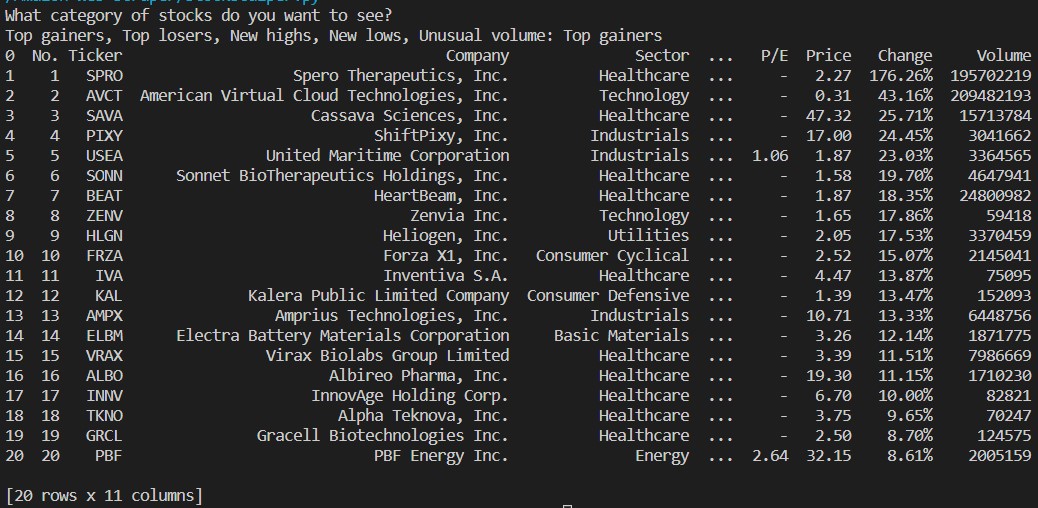 What category of stocks do you want to see?
Top gainers, Top losers, New highs, New lows, Unusual volume: Top gainers
0 No. Ticker Company Sector ... P/E Price Change Volume
1 1 SPRO Spero Therapeutics, Inc. Healthcare ... - 2.27 176.26% 195702219
2 2 AVCT American Virtual Cloud Technologies, Inc. Technology ... - 0.31 43.16% 209482193
3 3 SAVA Cassava Sciences, Inc. Healthcare ... - 47.32 25.71% 15713784
4 4 PIXY ShiftPixy, Inc. Industrials ... - 17.00 24.45% 3041662
5 5 USEA United Maritime Corporation Industrials ... 1.06 1.87 23.03% 3364565
6 6 SONN Sonnet BioTherapeutics Holdings, Inc. Healthcare ... - 1.58 19.70% 4647941
7 7 BEAT HeartBeam, Inc. Healthcare ... - 1.87 18.35% 24800982
8 8 ZENV Zenvia Inc. Technology ... - 1.65 17.86% 59418
9 9 HLGN Heliogen, Inc. Utilities ... - 2.05 17.53% 3370459
10 10 FRZA Forza X1, Inc. Consumer Cyclical ... - 2.52 15.07% 2145041
11 11 IVA Inventiva S.A. Healthcare ... - 4.47 13.87% 75095
12 12 KAL Kalera Public Limited Company Consumer Defensive ... - 1.39 13.47% 152093
13 13 AMPX Amprius Technologies, Inc. Industrials ... - 10.71 13.33% 6448756
14 14 ELBM Electra Battery Materials Corporation Basic Materials ... - 3.26 12.14% 1871775
15 15 VRAX Virax Biolabs Group Limited Healthcare ... - 3.39 11.51% 7986669
16 16 ALBO Albireo Pharma, Inc. Healthcare ... - 19.30 11.15% 1710230
17 17 INNV InnovAge Holding Corp. Healthcare ... - 6.70 10.00% 82821
18 18 TKNO Alpha Teknova, Inc. Healthcare ... - 3.75 9.65% 70247
19 19 GRCL Gracell Biotechnologies Inc. Healthcare ... - 2.50 8.70% 124575
20 20 PBF PBF Energy Inc. Energy ... 2.64 32.15 8.61% 2005159
[20 rows x 11 columns]